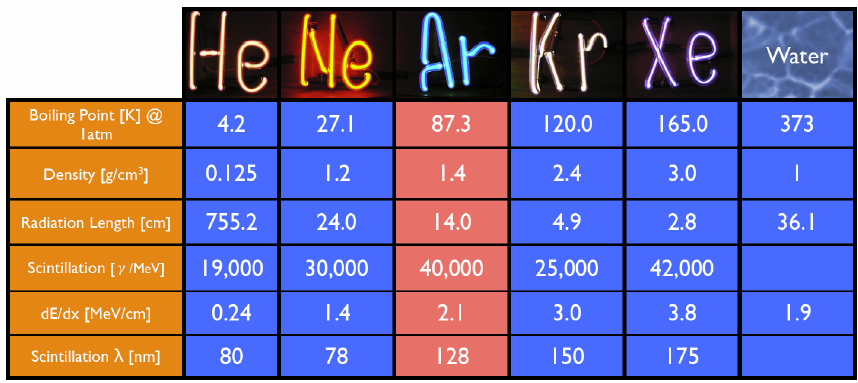 He Ne Ar Kr Xe Water
Boiling Point [K] @
1atm
4.2 27.1 87.3 120.0 165.0 373
Density [g/cm³] 0.125 1.2 1.4 2.4 3.0 1
Radiation Length [cm] 755.2 24.0 14.0 4.9 2.8 36.1
Scintillation [γ/MeV] 19,000 30,000 40,000 25,000 42,000
dE/dx [MeV/cm] 0.24 1.4 2.1 3.0 3.8 1.9
Scintillation λ [nm] 80 78 128 150 175